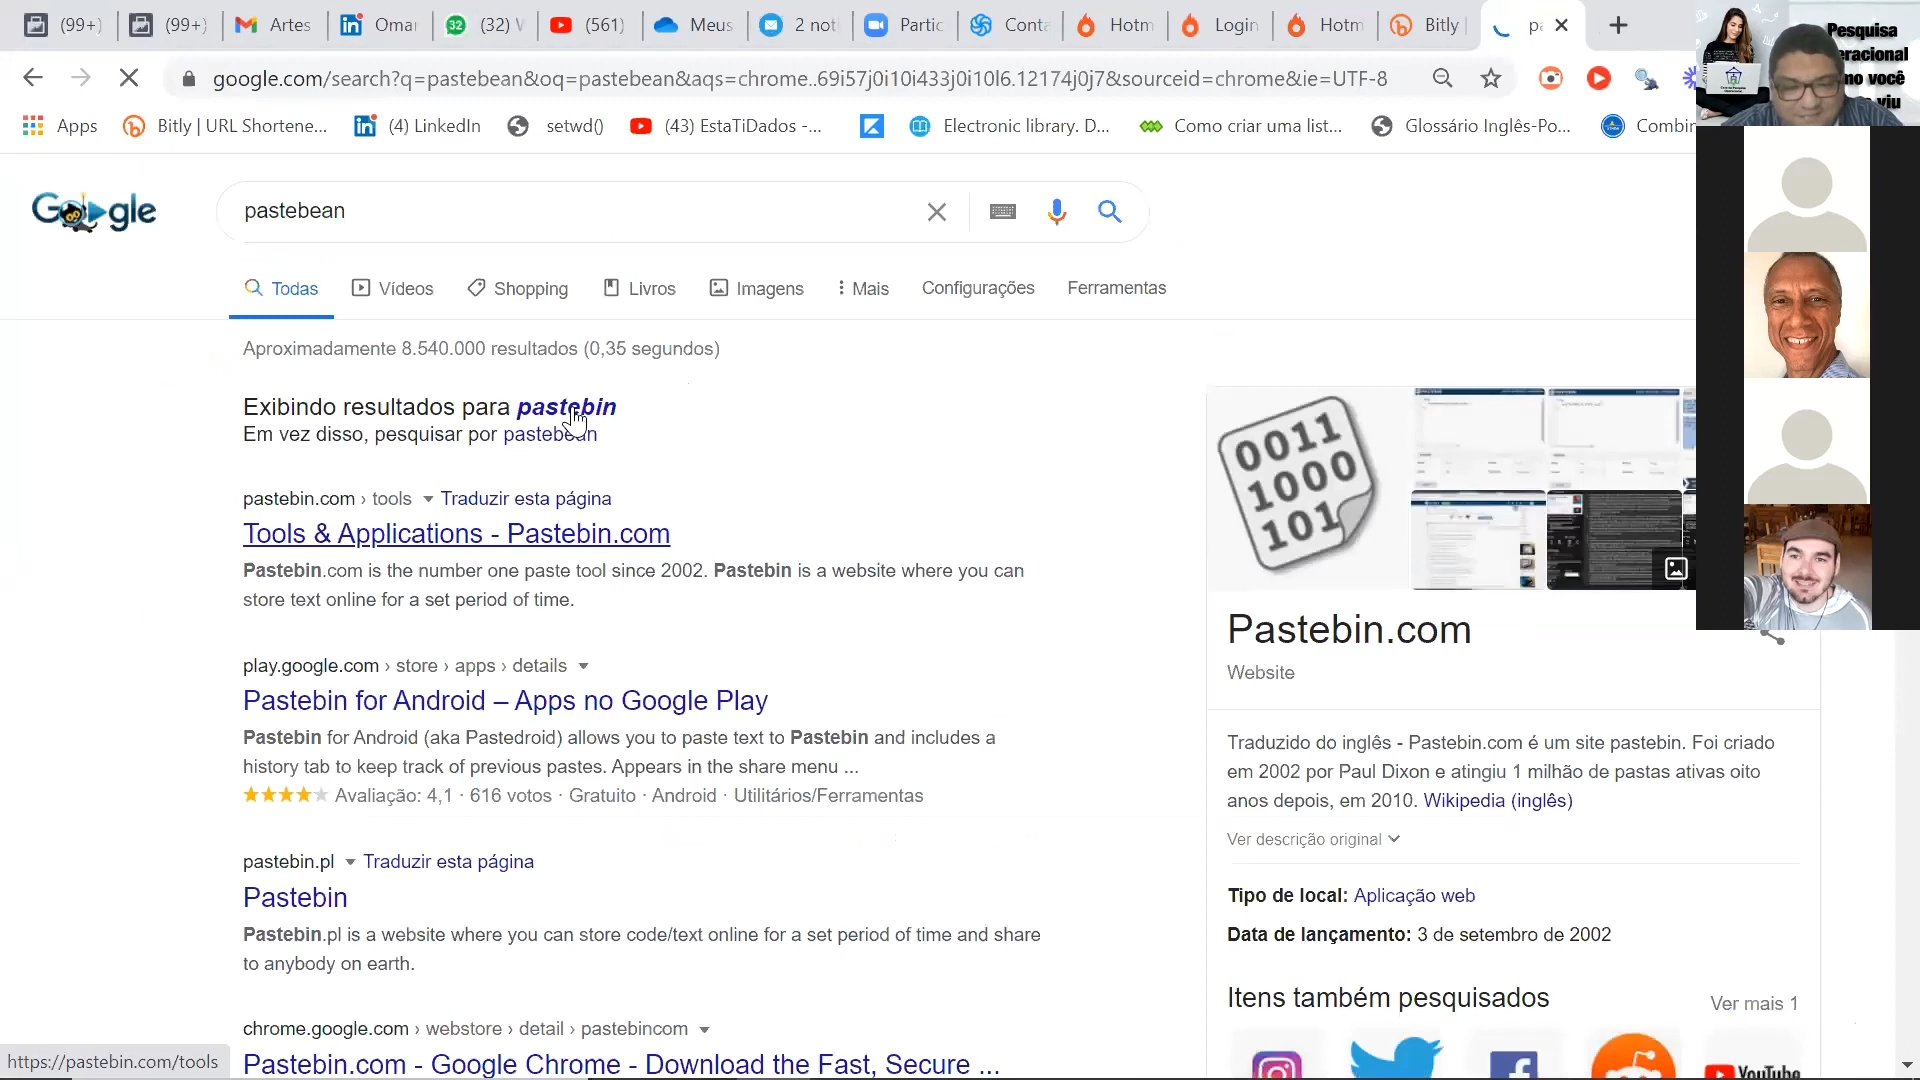 (99+)
(99+)
Artes
Omar
(32) W
(561)
Meus
2 not
Partic
Conta
Hotm
Login
Hotm
Bitly |
pa
google.com/search?q=pastebean&oq=pastebean&aqs=chrome..69i57j0i10i433j0i10l6.12174j0j7&sourceid=chrome&ie=UTF-8
Apps
Bitly | URL Shortene...
(4) LinkedIn
setwd()
(43) EstaTiDados -...
Electronic library. D...
Como criar uma list...
Glossário Inglês-Po...
Combin
Pesquisa
eracional
mo você
viu
Google
pastebean
Todas
Vídeos
Shopping
Livros
Imagens
Mais
Configurações
Ferramentas
Aproximadamente 8.540.000 resultados (0,35 segundos)
Exibindo resultados para pastebin
Em vez disso, pesquisar por pastebean
pastebin.com › tools
Traduzir esta página
Tools & Applications - Pastebin.com
Pastebin.com is the number one paste tool since 2002. Pastebin is a website where you can
store text online for a set period of time.
play.google.com › store › apps › details
Pastebin for Android – Apps no Google Play
Pastebin for Android (aka Pastedroid) allows you to paste text to Pastebin and includes a
history tab to keep track of previous pastes. Appears in the share menu ...
Avaliação: 4,1 · 616 votos · Gratuito · Android · Utilitários/Ferramentas
pastebin.pl
Traduzir esta página
Pastebin
Pastebin.pl is a website where you can store code/text online for a set period of time and share
to anybody on earth.
chrome.google.com › webstore › detail › pastebincom
Pastebin.com - Google Chrome - Download the Fast, Secure ...
https://pastebin.com/tools
0011
1000
101
Pastebin.com
Website
Traduzido do inglês - Pastebin.com é um site pastebin. Foi criado
em 2002 por Paul Dixon e atingiu 1 milhão de pastas ativas oito
anos depois, em 2010. Wikipedia (inglês)
Ver descrição original
Tipo de local: Aplicação web
Data de lançamento: 3 de setembro de 2002
Itens também pesquisados
Ver mais 1
YouTube